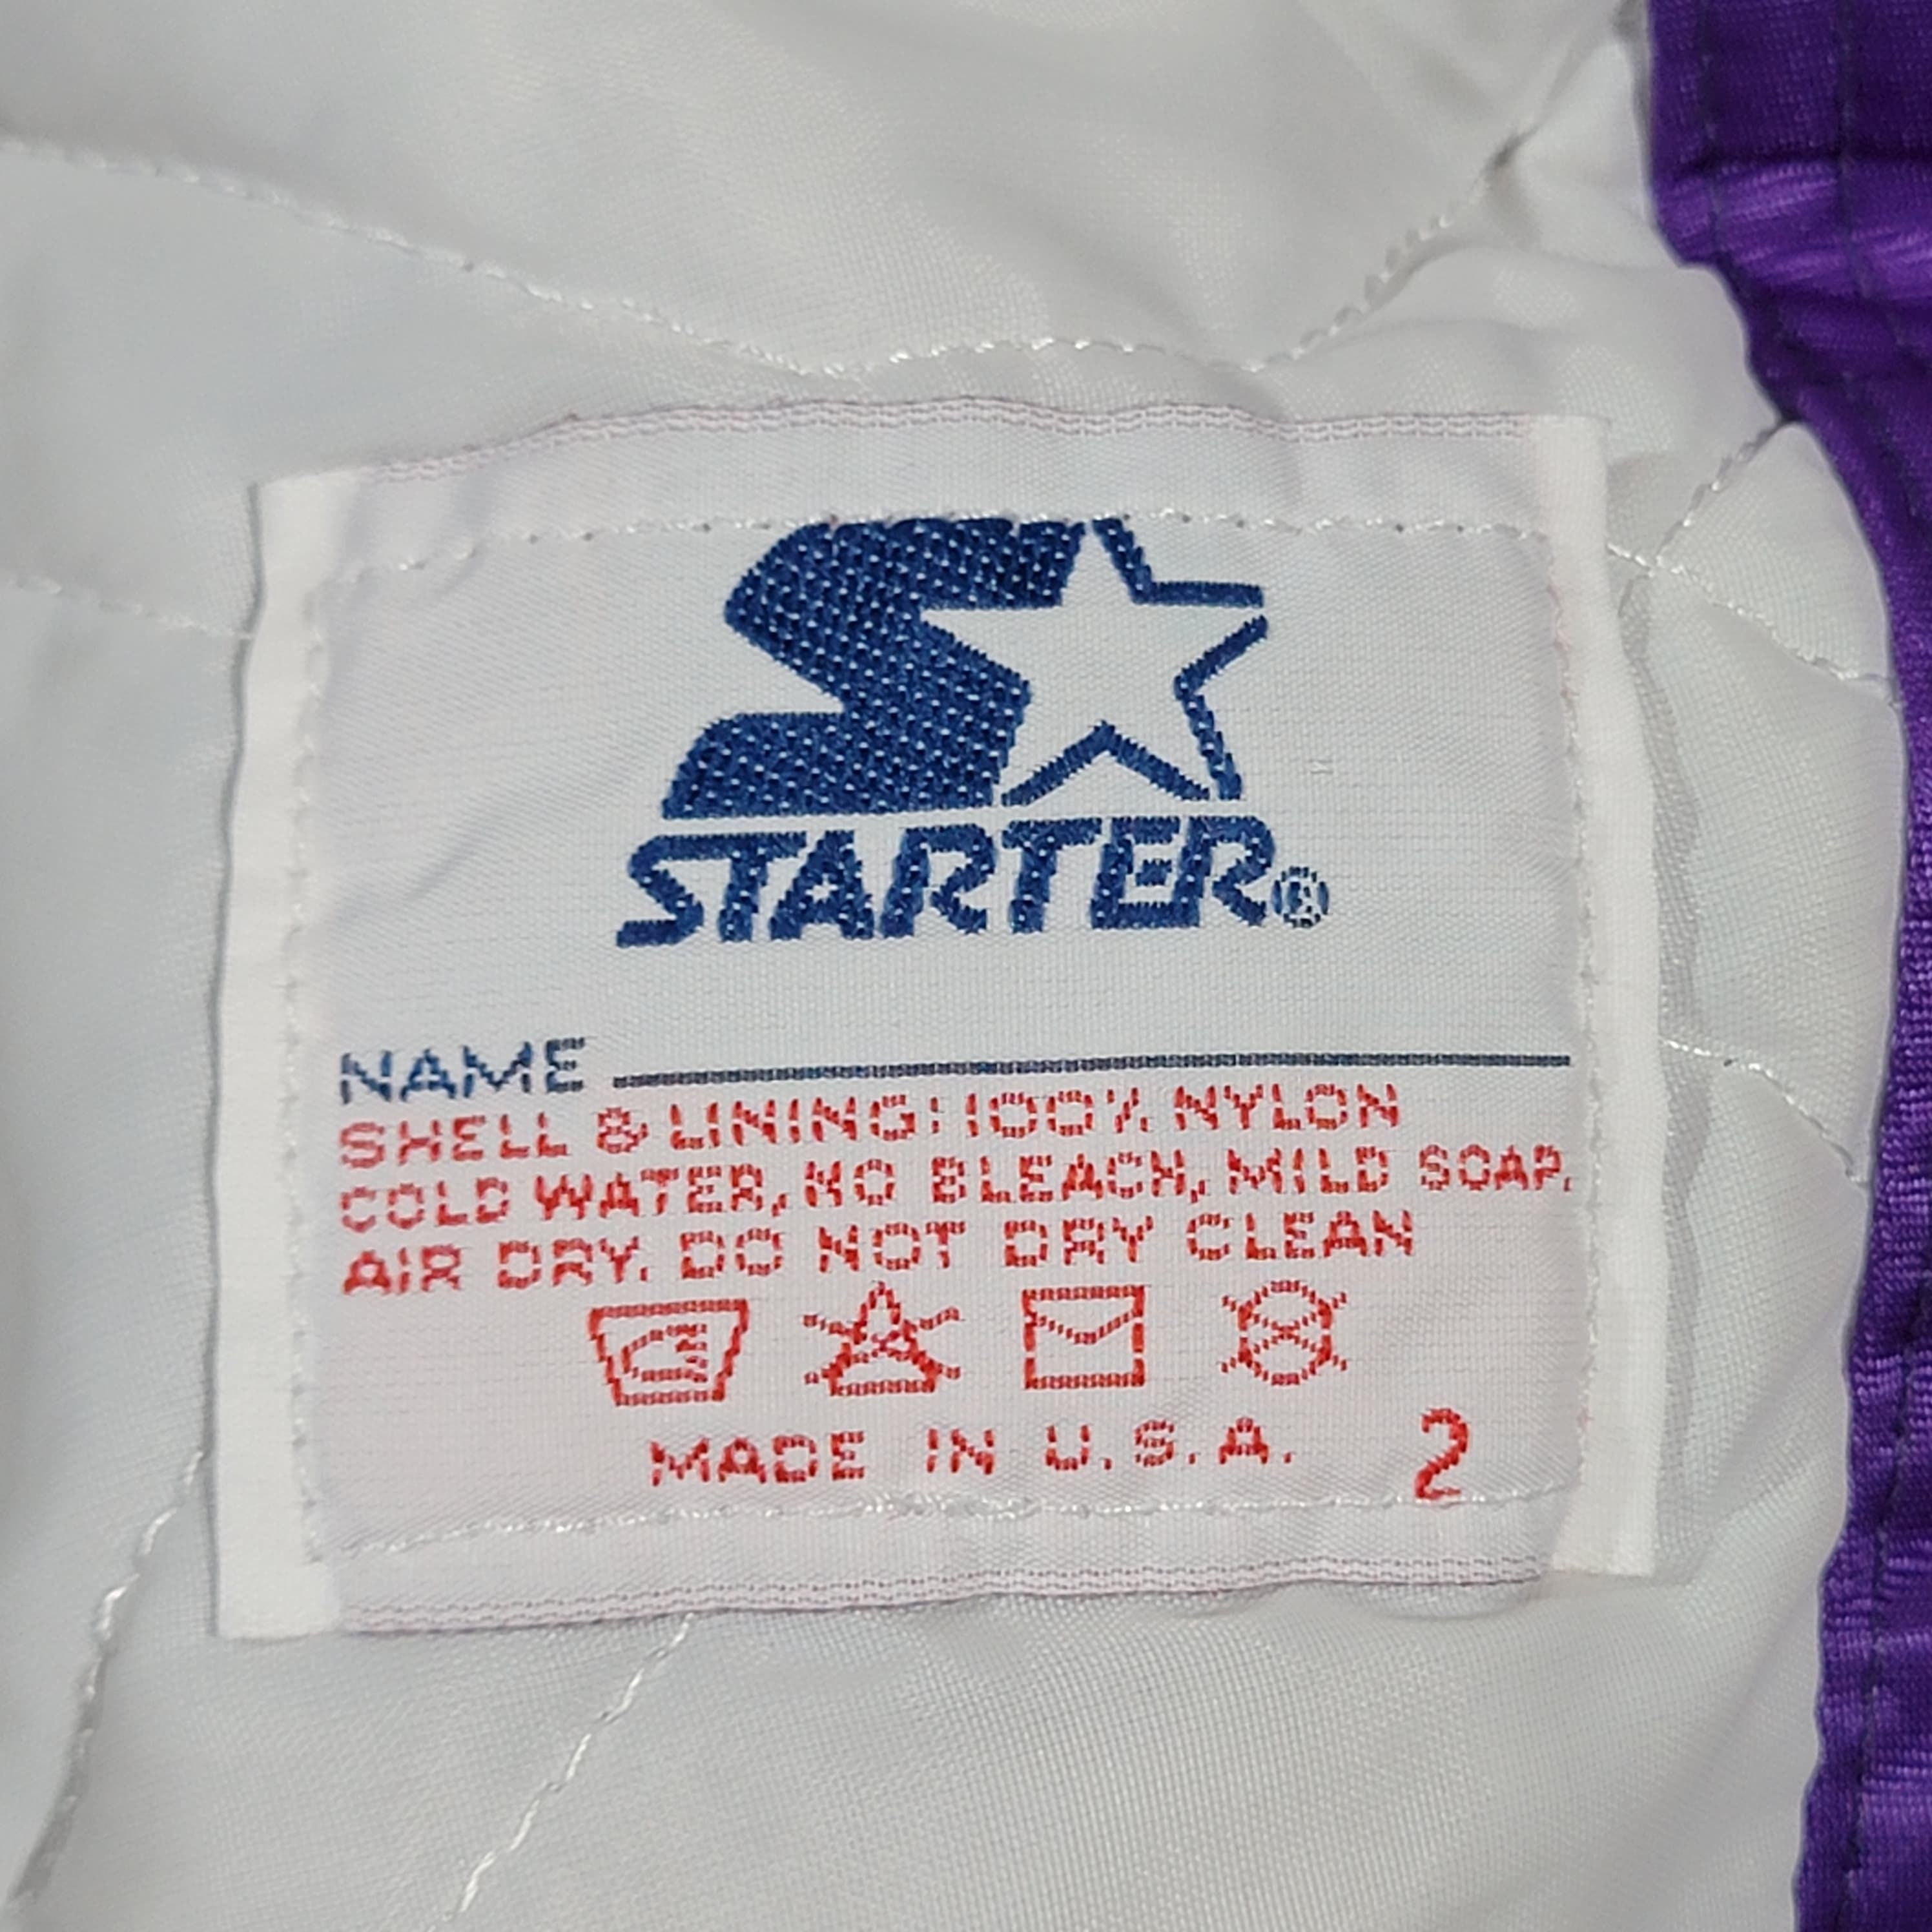 STARTER®
NAME
SHELL & LINING: 100% NYLON
COLD WATER, NO BLEACH, MILD SOAP,
AIR DRY. DO NOT DRY CLEAN
MADE IN U.S.A. 2